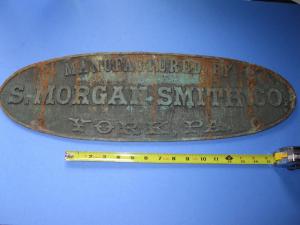 MANUFACTURED BY
S. MORGAN SMITH CO.
YORK PA.